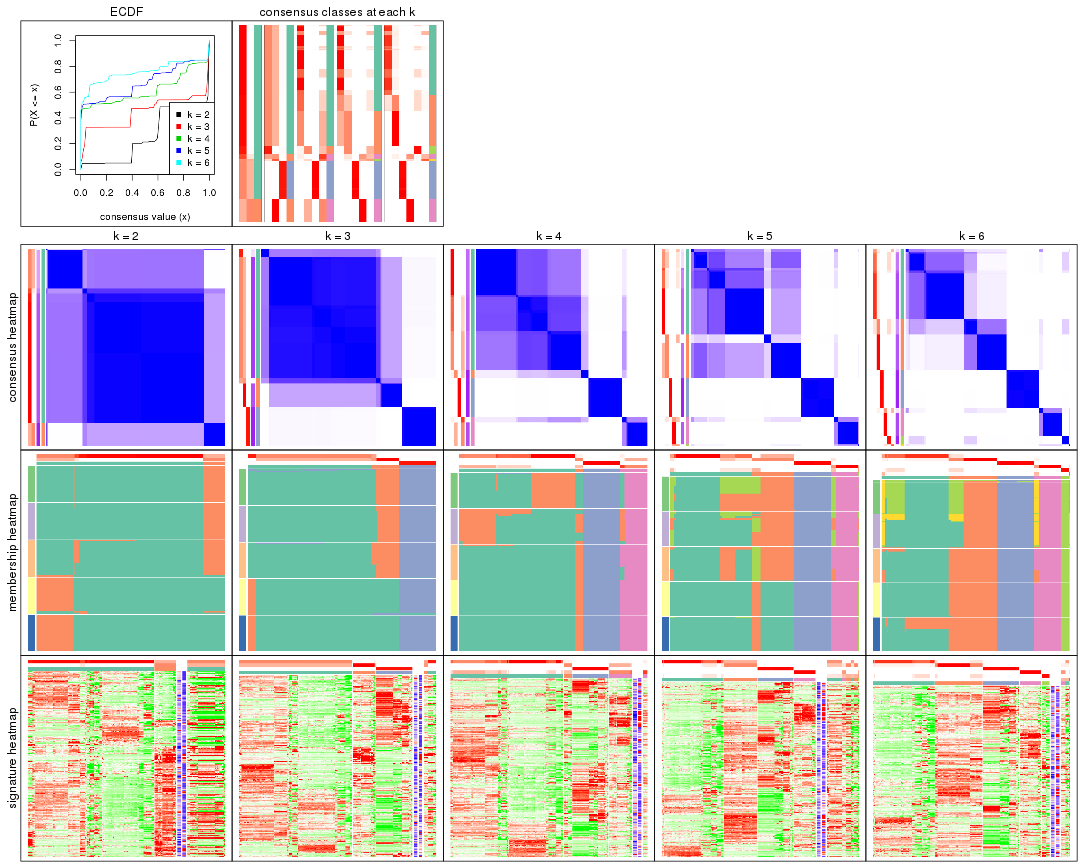 ECDF
consensus classes at each k
P(X <= x)
1.0
0.8
0.6
0.4
0.2
0.0
k = 2
k = 3
k = 4
k = 5
k = 6
0.0 0.2 0.4 0.6 0.8 1.0
consensus value (x)
k = 2
k = 3
k = 4
k = 5
k = 6
consensus heatmap
membership heatmap
signature heatmap